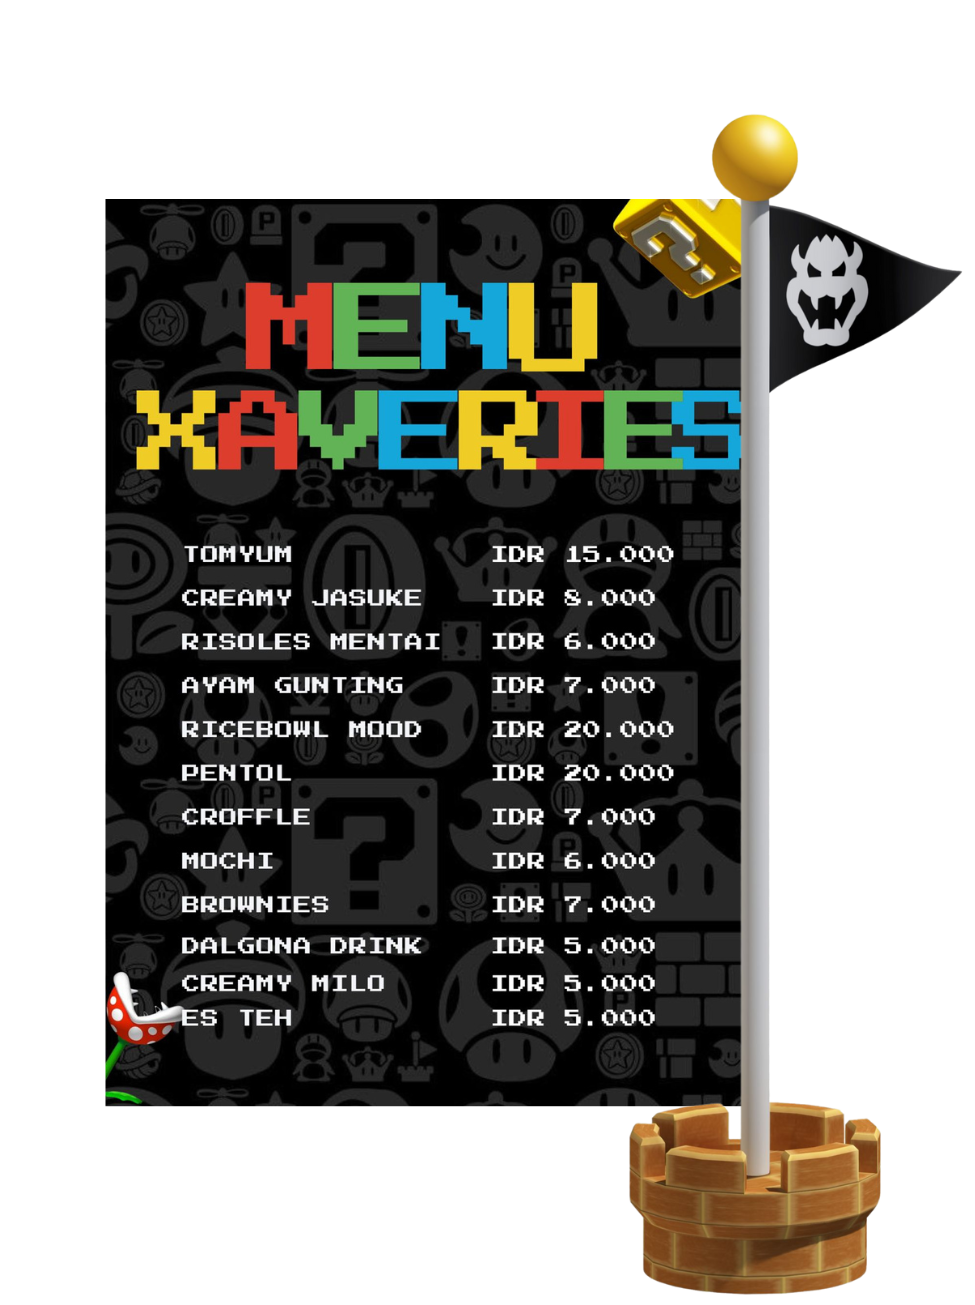 MENU
XAVERIES
TOMYUM IDR 15.000
CREAMY JASUKE IDR 8.000
RISOLES MENTAI IDR 6.000
AYAM GUNTING IDR 7.000
RICEBOWL MOOD IDR 20.000
PENTOL IDR 20.000
CROFFLE IDR 7.000
MOCHI IDR 6.000
BROWNIES IDR 7.000
DALGONA DRINK IDR 5.000
CREAMY MILO IDR 5.000
ES TEH IDR 5.000